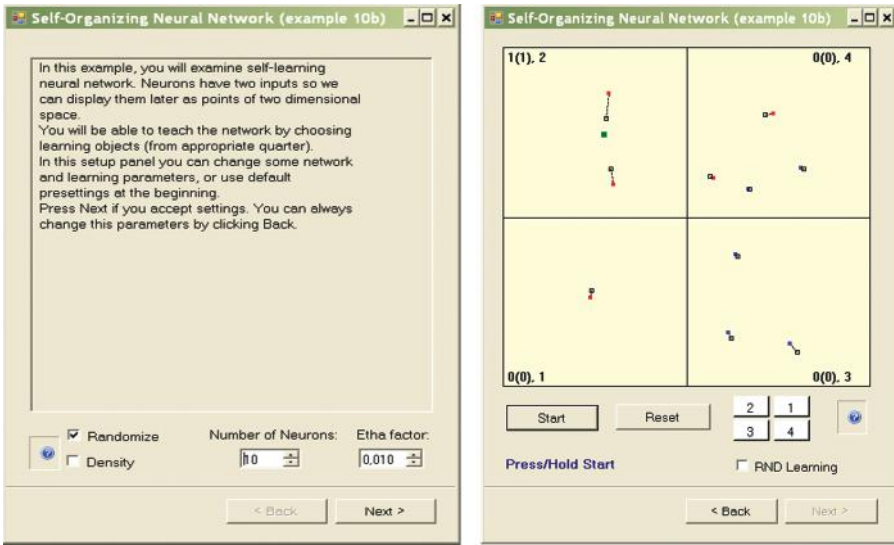 Self-Organizing Neural Network (example 10b)
In this example, you will examine self-learning
neural network. Neurons have two inputs so we
can display them later as points of two dimensional
space.
You will be able to teach the network by choosing
learning objects (from appropriate quarter).
In this setup panel you can change some network
and learning parameters, or use default
presettings at the beginning.
Press Next if you accept settings. You can always
change this parameters by clicking Back.
Randomize
Density
Number of Neurons:
10
Etha factor:
0,010
< Back
Next >
Self-Organizing Neural Network (example 10b)
1(1), 2
0(0), 4
0(0), 1
0(0), 3
Start
Reset
2 1
3 4
Press/Hold Start
RND Learning
< Back
Next >